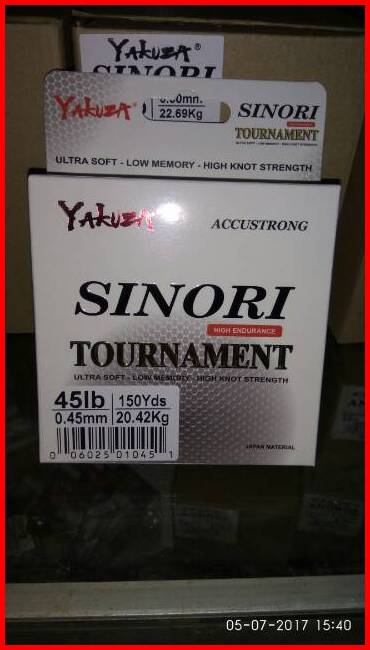 YAKUZA®
SINORI
YAKUZA®
22.69Kg
SINORI
TOURNAMENT
ULTRA SOFT - LOW MEMORY - HIGH KNOT STRENGTH
YAKUZA
ACCUSTRONG
SINORI
HIGH ENDURANCE
TOURNAMENT
ULTRA SOFT - LOW MEMORY - HIGH KNOT STRENGTH
45lb 150Yds
0.45mm 20.42Kg
0 06025 01045 1
JAPAN MATERIAL
05-07-2017 15:40